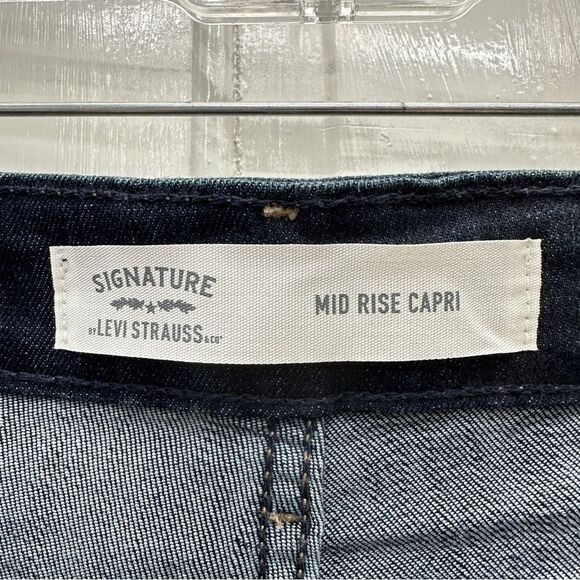 SIGNATURE
BY LEVI STRAUSS & CO
MID RISE CAPRI